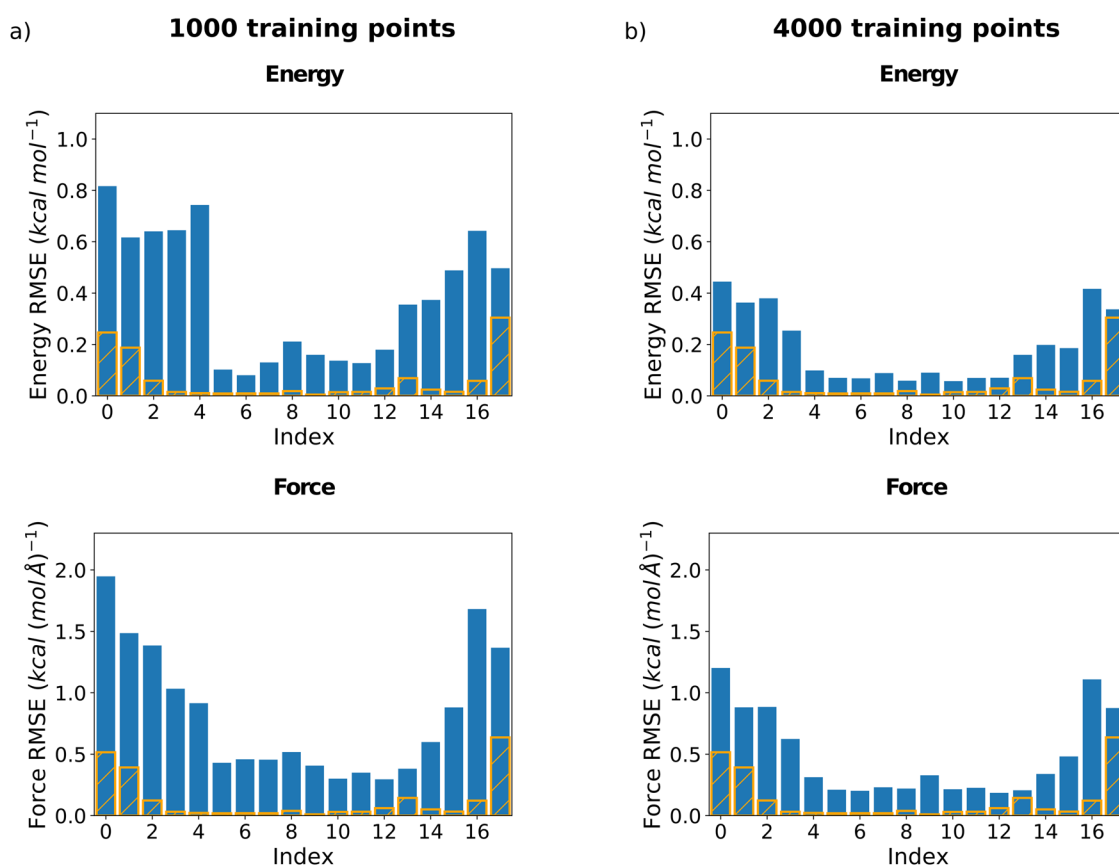 a)
1000 training points
Energy
Energy RMSE (kcal mol⁻¹)
1.0
0.8
0.6
0.4
0.2
0.0
0 2 4 6 8 10 12 14 16
Index
Force
Force RMSE (kcal (mol Å)⁻¹)
2.0
1.5
1.0
0.5
0.0
0 2 4 6 8 10 12 14 16
Index
b)
4000 training points
Energy
Energy RMSE (kcal mol⁻¹)
1.0
0.8
0.6
0.4
0.2
0.0
0 2 4 6 8 10 12 14 16
Index
Force
Force RMSE (kcal (mol Å)⁻¹)
2.0
1.5
1.0
0.5
0.0
0 2 4 6 8 10 12 14 16
Index